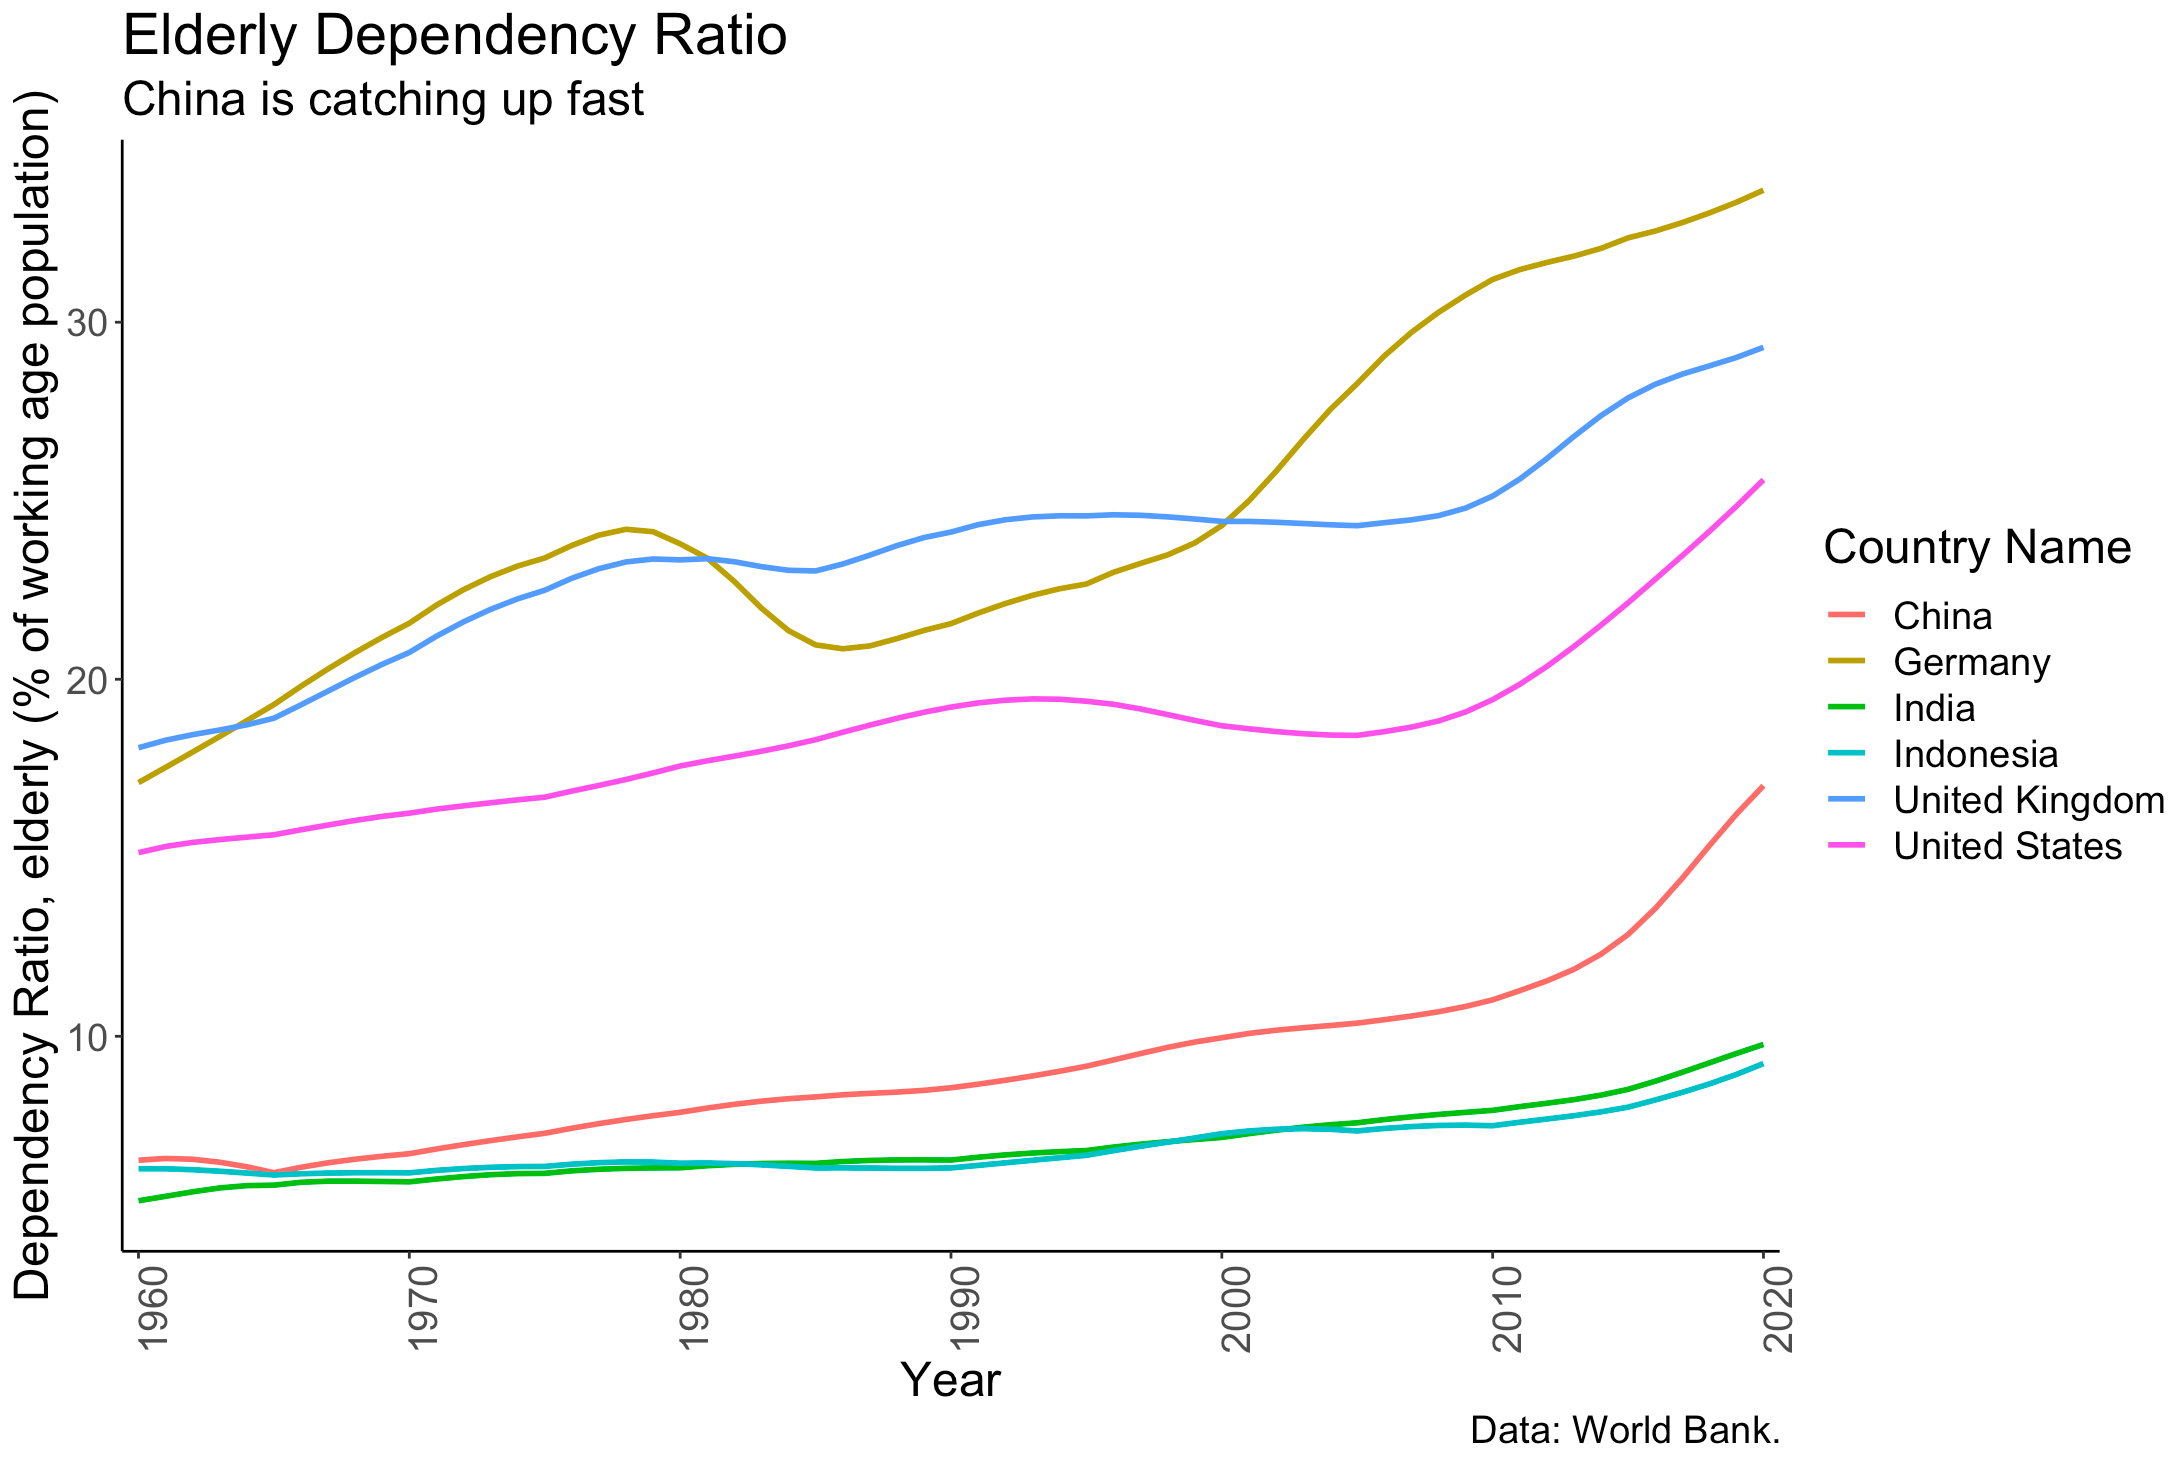 Elderly Dependency Ratio
China is catching up fast
Dependency Ratio, elderly (% of working age population)
30
20
10
1960
1970
1980
1990
2000
2010
2020
Year
Country Name
China
Germany
India
Indonesia
United Kingdom
United States
Data: World Bank.